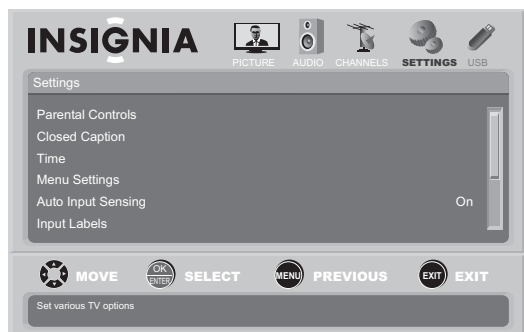 INSIGNIA
PICTURE AUDIO CHANNELS SETTINGS USB
Settings
Parental Controls
Closed Caption
Time
Menu Settings
Auto Input Sensing On
Input Labels
MOVE OK ENTER SELECT MENU PREVIOUS EXIT EXIT
Set various TV options